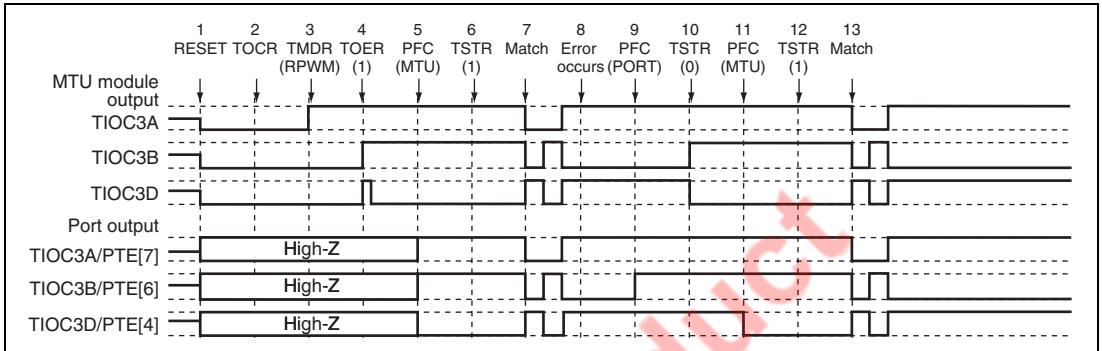 1 2 3 4 5 6 7 8 9 10 11 12 13
RESET TOCR TMDR TOER PFC TSTR Match Error PFC TSTR PFC TSTR Match
(RPWM) (1) (MTU) (1) occurs (PORT) (0) (MTU) (1)
MTU module
output
TIOC3A
TIOC3B
TIOC3D
Port output
TIOC3A/PTE[7] High-Z
TIOC3B/PTE[6] High-Z
TIOC3D/PTE[4] High-Z
duct